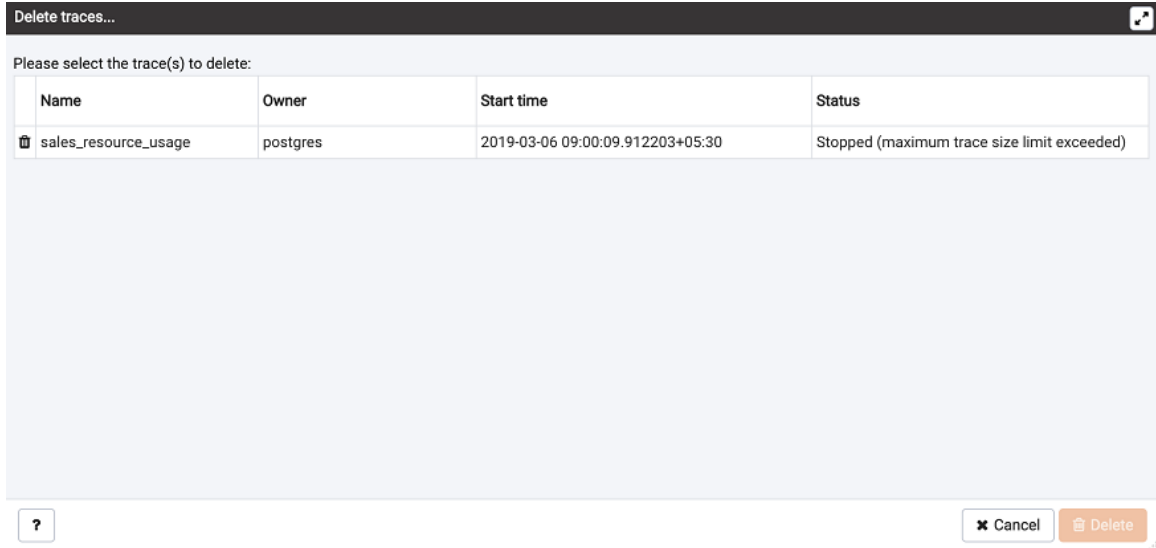 Delete traces...
Please select the trace(s) to delete:
Name Owner Start time Status
sales_resource_usage postgres 2019-03-06 09:00:09.912203+05:30 Stopped (maximum trace size limit exceeded)
? Cancel Delete